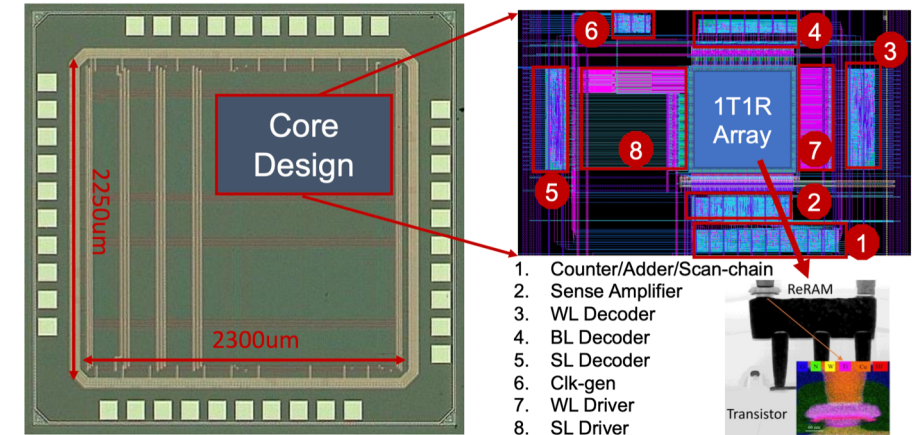 Core
Design
2250um
2300um
6
4
3
1T1R
Array
8
7
5
2
1
1. Counter/Adder/Scan-chain
2. Sense Amplifier
3. WL Decoder
4. BL Decoder
5. SL Decoder
6. Clk-gen
7. WL Driver
8. SL Driver
ReRAM
N W Ti Cu
Transistor